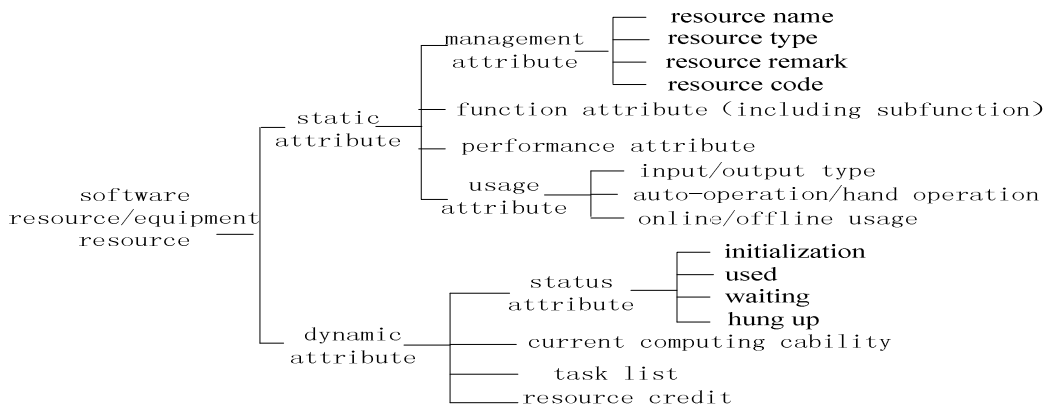 resource name
resource type
resource remark
resource code
management
attribute
function attribute (including subfunction)
static
attribute
performance attribute
usage
attribute
input/output type
auto-operation/hand operation
online/offline usage
software
resource/equipment
resource
initialization
used
waiting
hung up
status
attribute
dynamic
attribute
current computing cability
task list
resource credit